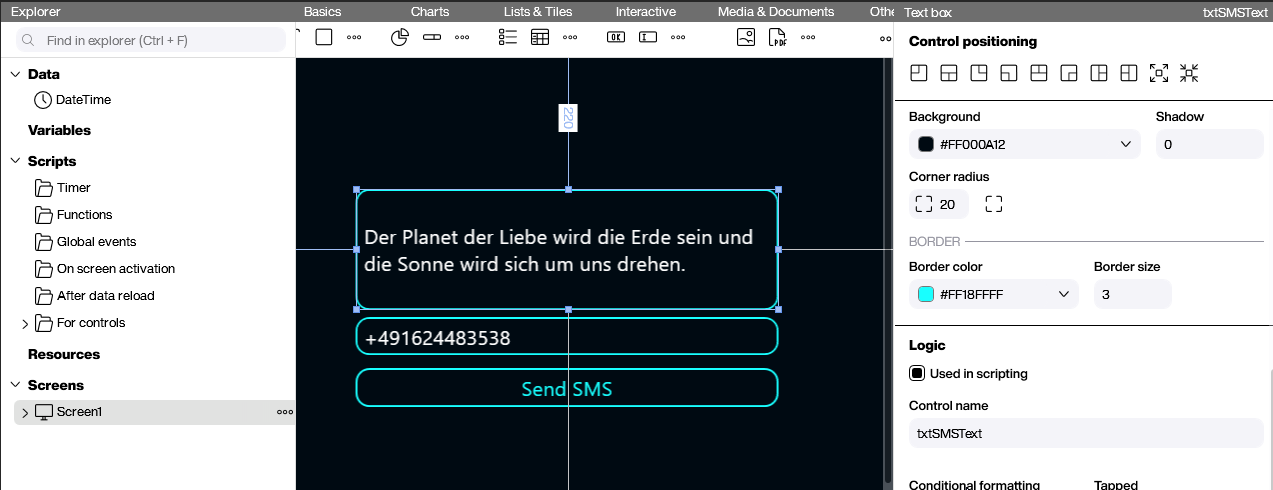 Explorer
Basics
Charts
Lists & Tiles
Interactive
Media & Documents
Othe
Text box
txtSMSText
Find in explorer (Ctrl + F)
OK
PDF
Control positioning
Data
DateTime
Variables
Scripts
Timer
Functions
Global events
On screen activation
After data reload
For controls
Resources
Screens
Screen1
220
Der Planet der Liebe wird die Erde sein und
die Sonne wird sich um uns drehen.
+491624483538
Send SMS
Background
Shadow
#FF000A12
0
Corner radius
20
BORDER
Border color
Border size
#FF18FFFF
3
Logic
Used in scripting
Control name
txtSMSText
Conditional formatting
Tapped